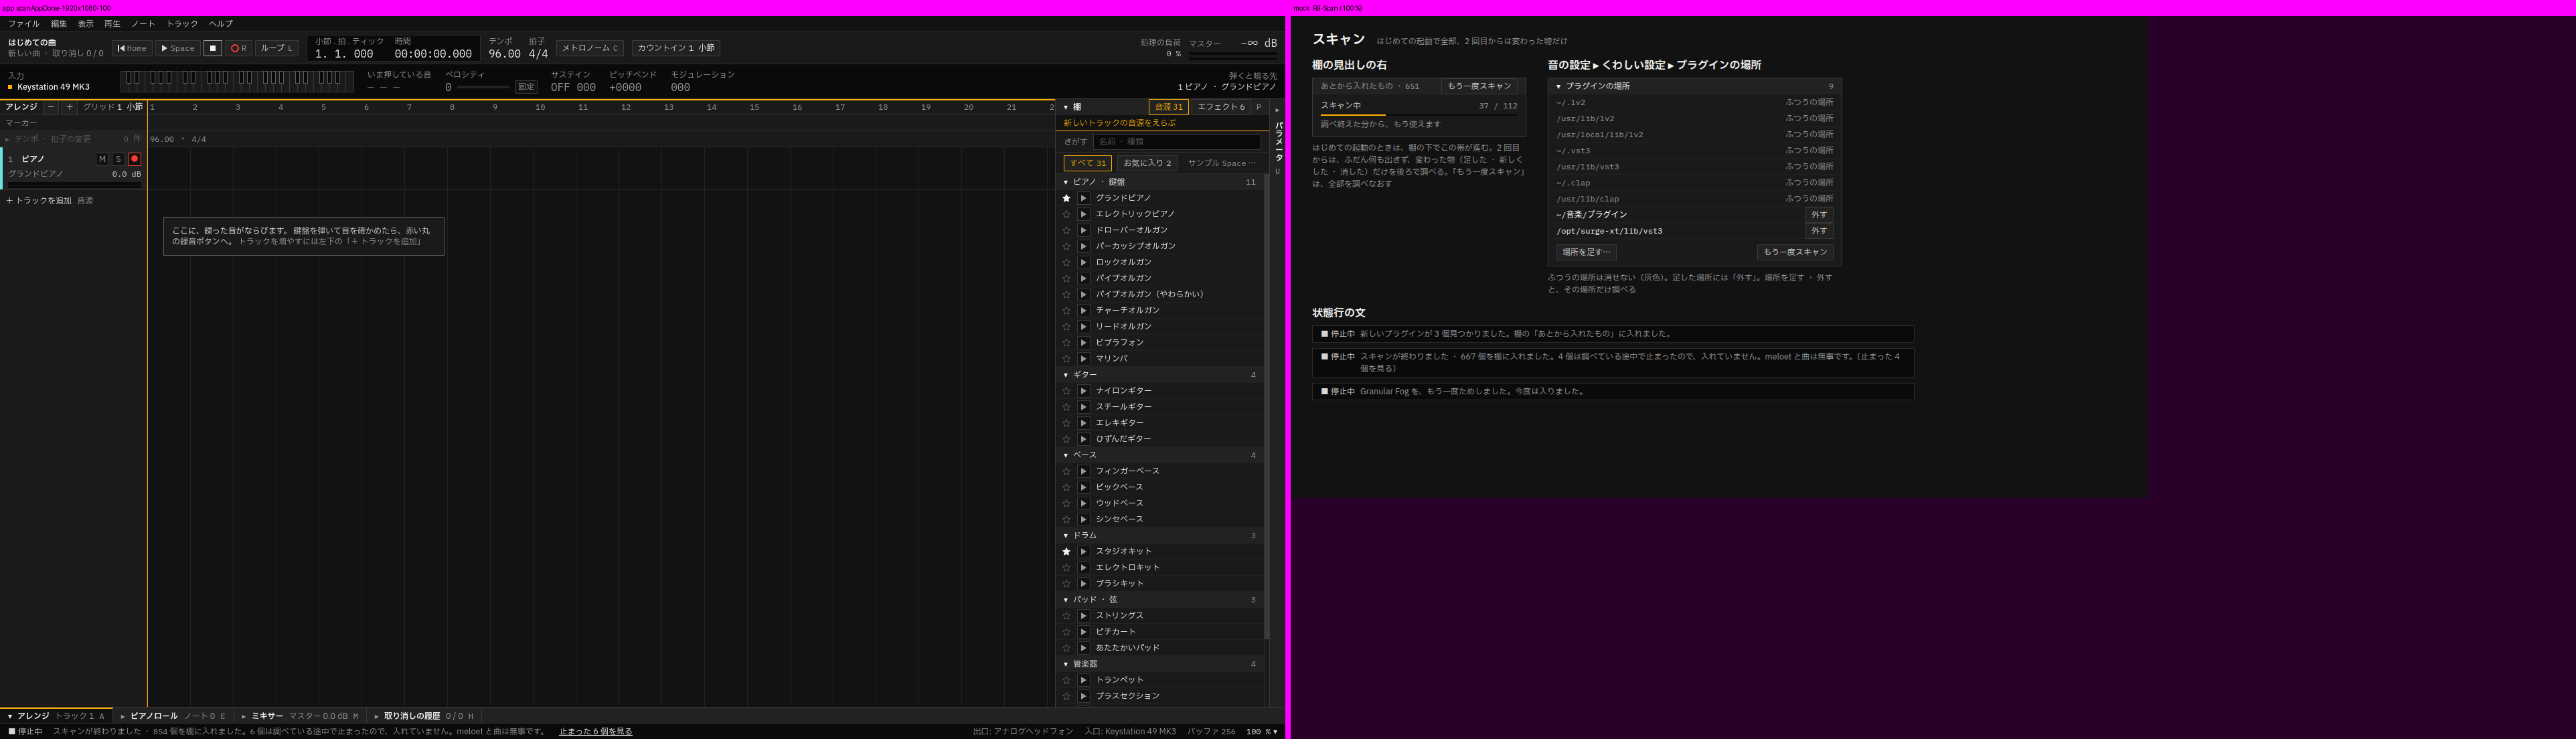 app scanAppDone-1920x1080-100
ファイル 編集 表示 再生 ノート トラック ヘルプ
はじめての曲
新しい曲 · 取り消し 0 / 0
Home Space R ループ L
小節 . 拍 . ティック 時間
1. 1. 000 00:00:00.000
テンポ 拍子
96.00 4/4
メトロノーム C カウントイン 1 小節
処理の負荷 マスター −∞ dB
0 %
入力
Keystation 49 MK3
いま押している音 ベロシティ サステイン ピッチベンド モジュレーション
— — — 0 固定 OFF 000 +0000 000
弾くと鳴る先
1 ピアノ · グランドピアノ
アレンジ − ＋ グリッド 1 小節
1 2 3 4 5 6 7 8 9 10 11 12 13 14 15 16 17 18 19 20 21 2
マーカー
▸ テンポ · 拍子の変更 0 件 96.00 · 4/4
1 ピアノ M S
グランドピアノ 0.0 dB
＋ トラックを追加 音源
ここに、録った音がならびます。 鍵盤を弾いて音を確かめたら、赤い丸
の録音ボタンへ。 トラックを増やすには左下の「＋ トラックを追加」
▾ 棚 音源 31 エフェクト 6 P
新しいトラックの音源をえらぶ
さがす 名前 · 種類
すべて 31 お気に入り 2 サンプル Space …
▾ ピアノ · 鍵盤 11
グランドピアノ
エレクトリックピアノ
ドローバーオルガン
パーカッシブオルガン
ロックオルガン
パイプオルガン
パイプオルガン（やわらかい）
チャーチオルガン
リードオルガン
ビブラフォン
マリンバ
▾ ギター 4
ナイロンギター
スチールギター
エレキギター
ひずんだギター
▾ ベース 4
フィンガーベース
ピックベース
ウッドベース
シンセベース
▾ ドラム 3
スタジオキット
エレクトロキット
ブラシキット
▾ パッド · 弦 3
ストリングス
ピチカート
あたたかいパッド
▾ 管楽器 4
トランペット
ブラスセクション
▸ パラメータ U
▾ アレンジ トラック 1 A ▸ ピアノロール ノート 0 E ▸ ミキサー マスター 0.0 dB M ▸ 取り消しの履歴 0 / 0 H
■ 停止中 スキャンが終わりました · 854 個を棚に入れました。6 個は調べている途中で止まったので、入れていません。meloet と曲は無事です。 止まった 6 個を見る
出口: アナログヘッドフォン 入口: Keystation 49 MK3 バッファ 256 100 % ▾
mock R9-Scan (100%)
スキャン はじめての起動で全部、2 回目からは変わった物だけ
棚の見出しの右
あとから入れたもの · 651 もう一度スキャン
スキャン中 37 / 112
調べ終えた分から、もう使えます
はじめての起動のときは、棚の下でこの帯が進む。2 回目
からは、ふだん何も出さず、変わった物（足した · 新しく
した · 消した）だけを後ろで調べる。「もう一度スキャン」
は、全部を調べなおす
音の設定 ▸ くわしい設定 ▸ プラグインの場所
▾ プラグインの場所 9
~/.lv2 ふつうの場所
/usr/lib/lv2 ふつうの場所
/usr/local/lib/lv2 ふつうの場所
~/.vst3 ふつうの場所
/usr/lib/vst3 ふつうの場所
~/.clap ふつうの場所
/usr/lib/clap ふつうの場所
~/音楽/プラグイン 外す
/opt/surge-xt/lib/vst3 外す
場所を足す… もう一度スキャン
ふつうの場所は消せない（灰色）。足した場所には「外す」。場所を足す · 外す
と、その場所だけ調べる
状態行の文
■ 停止中 新しいプラグインが 3 個見つかりました。棚の「あとから入れたもの」に入れました。
■ 停止中 スキャンが終わりました · 667 個を棚に入れました。4 個は調べている途中で止まったので、入れていません。meloet と曲は無事です。（止まった 4
個を見る）
■ 停止中 Granular Fog を、もう一度ためしました。今度は入りました。